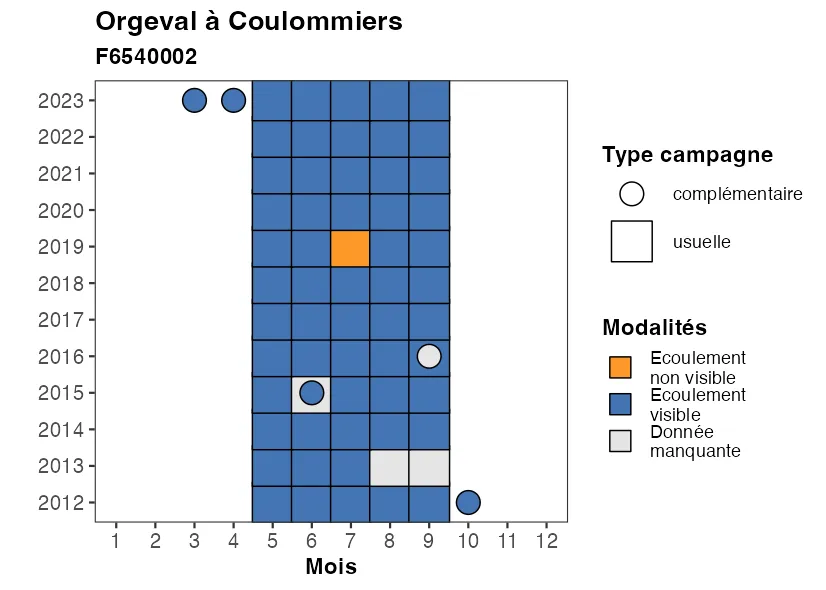 Orgeval à Coulommiers
F6540002
2023
2022
2021
2020
2019
2018
2017
2016
2015
2014
2013
2012
1 2 3 4 5 6 7 8 9 10 11 12
Mois
Type campagne
complémentaire
usuelle
Modalités
Ecoulement
non visible
Ecoulement
visible
Donnée
manquante